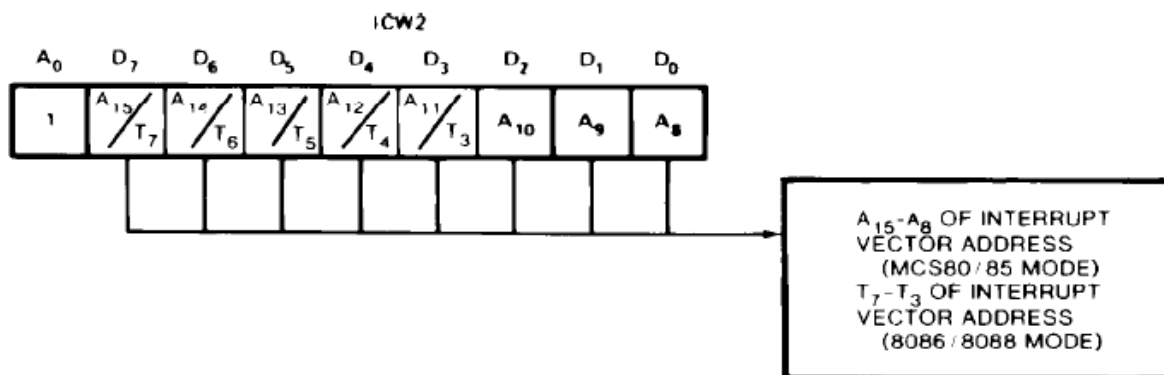 ICW2
A0 D7 D6 D5 D4 D3 D2 D1 D0
1 A15/T7 A14/T6 A13/T5 A12/T4 A11/T3 A10 A9 A8
A15-A8 OF INTERRUPT
VECTOR ADDRESS
(MCS80/85 MODE)
T7-T3 OF INTERRUPT
VECTOR ADDRESS
(8086/8088 MODE)